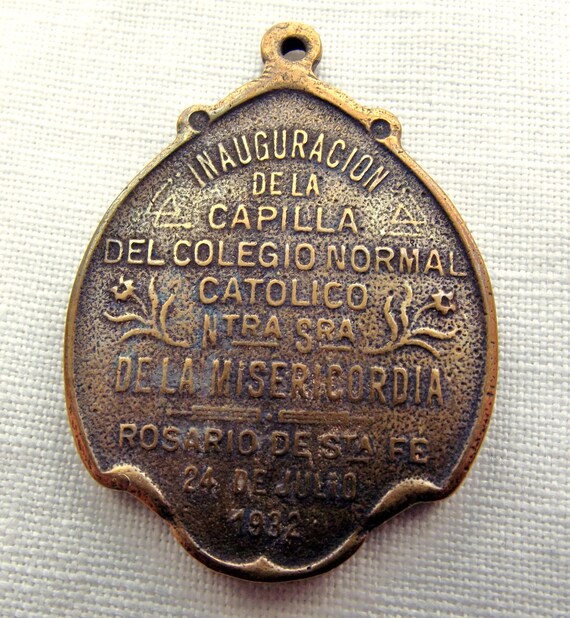 INAUGURACION
DE LA
CAPILLA
DEL COLEGIO NORMAL
CATOLICO
NTRA SRA
DE LA MISERICORDIA
ROSARIO DE STA FÉ
24 DE JULIO
1932